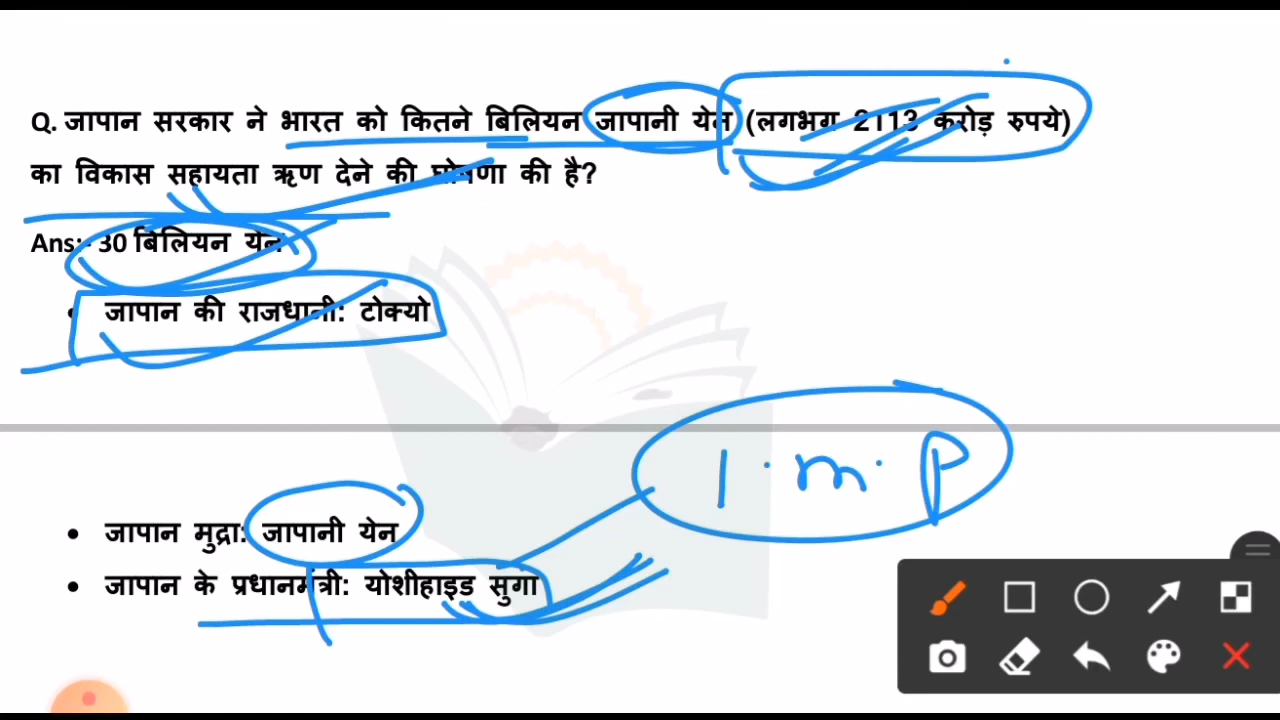 Q. जापान सरकार ने भारत को कितने बिलियन जापानी येन (लगभग 2113 करोड़ रुपये)
का विकास सहायता ऋण देने की घोषणा की है?
Ans:- 30 बिलियन येन
• जापान की राजधानी: टोक्यो
I.m.P
• जापान मुद्रा: जापानी येन
• जापान के प्रधानमंत्री: योशीहाइड सुगा